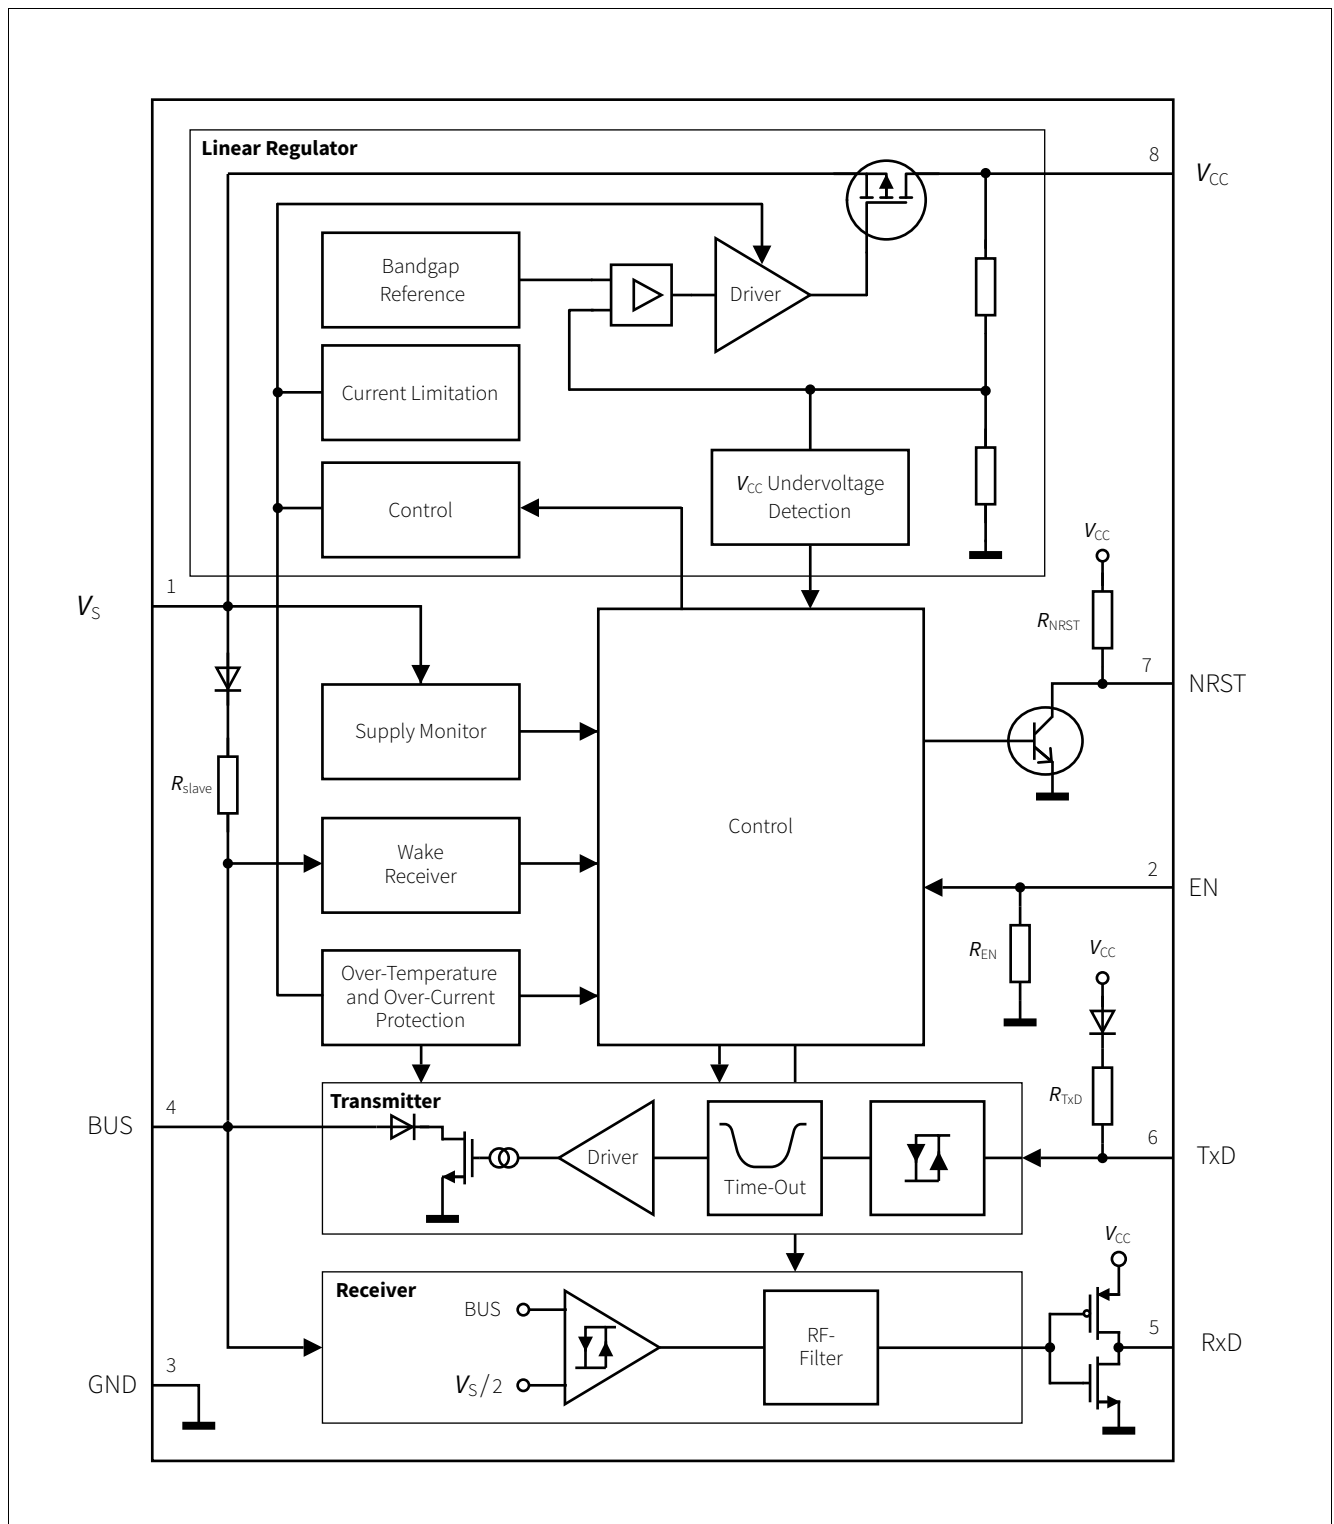 Linear Regulator
8
VCC
Bandgap
Reference
Driver
Current Limitation
VCC Undervoltage
Detection
Control
VCC
1
VS
RNRST
7
NRST
Supply Monitor
Rslave
Control
Wake
Receiver
2
EN
REN
VCC
Over-Temperature
and Over-Current
Protection
RTxD
4
BUS
Transmitter
Driver
Time-Out
6
TxD
VCC
Receiver
BUS
RF-
Filter
5
RxD
VS/2
3
GND